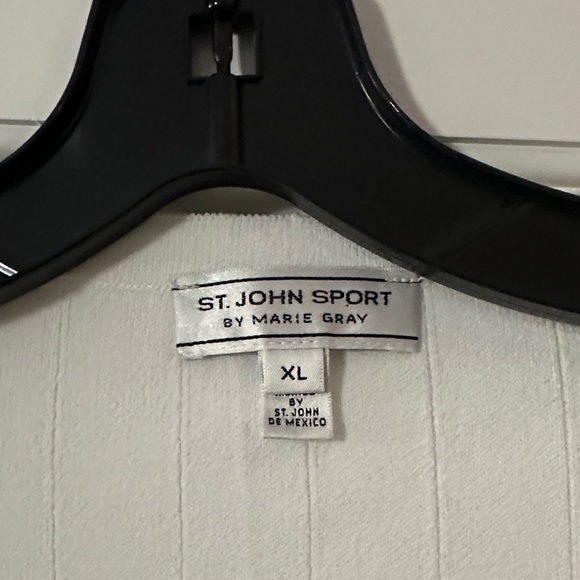 ST. JOHN SPORT
BY MARIE GRAY
XL
BY
ST. JOHN
DE MEXICO